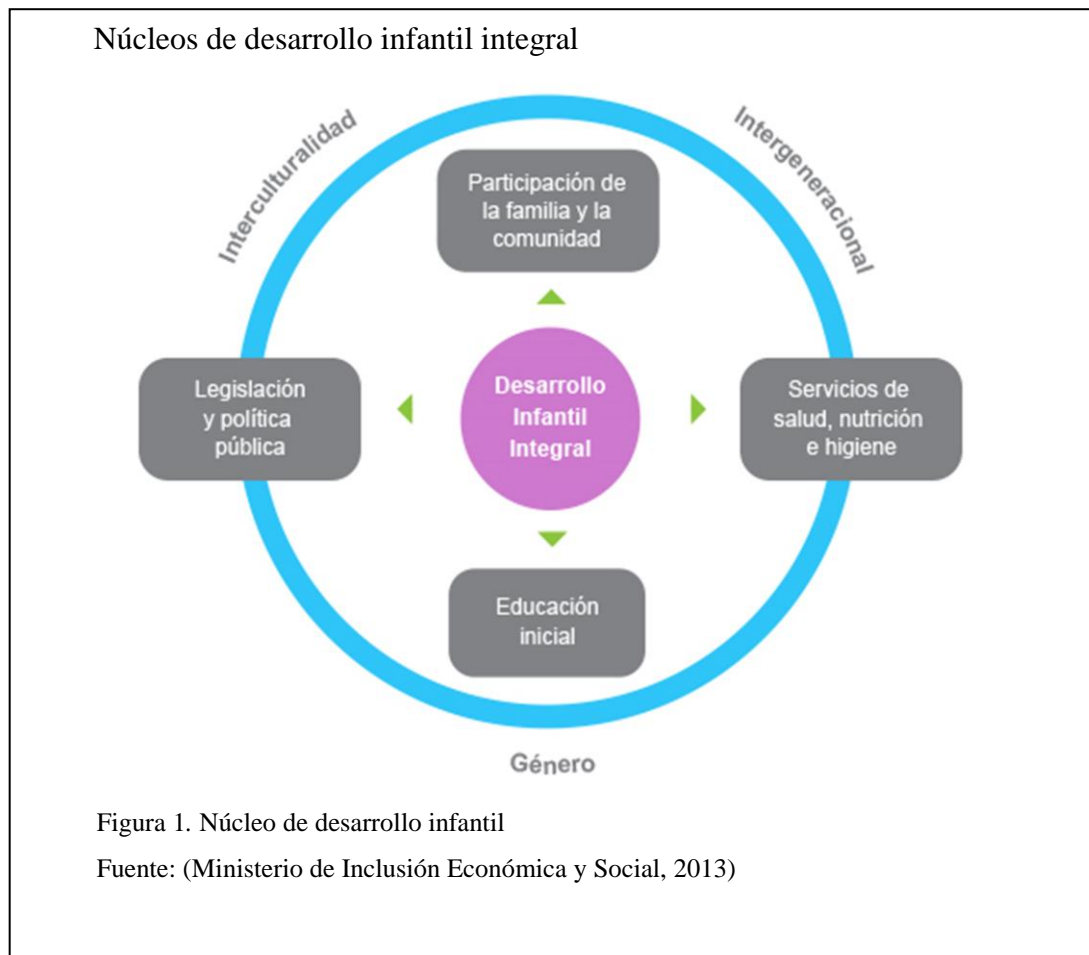 Núcleos de desarrollo infantil integral
Interculturalidad
Intergeneracional
Participación de
la familia y la
comunidad
Legislación
y política
pública
Desarrollo
Infantil
Integral
Servicios de
salud, nutrición
e higiene
Educación
inicial
Género
Figura 1. Núcleo de desarrollo infantil
Fuente: (Ministerio de Inclusión Económica y Social, 2013)